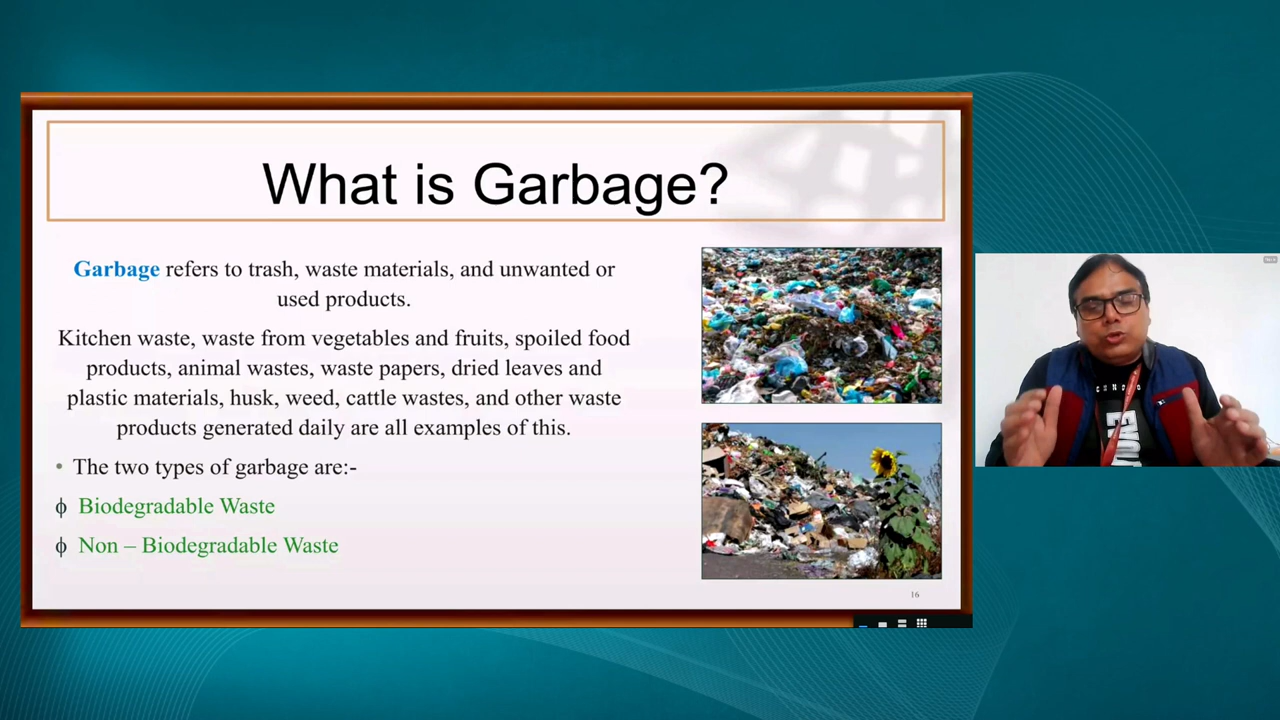 What is Garbage?
Garbage refers to trash, waste materials, and unwanted or
used products.
Kitchen waste, waste from vegetables and fruits, spoiled food
products, animal wastes, waste papers, dried leaves and
plastic materials, husk, weed, cattle wastes, and other waste
products generated daily are all examples of this.
• The two types of garbage are:-
ϕ Biodegradable Waste
ϕ Non – Biodegradable Waste
16